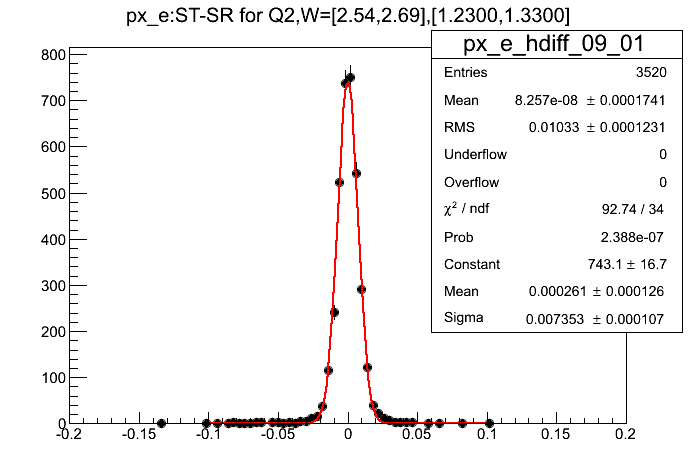 px_e:ST-SR for Q2,W=[2.54,2.69],[1.2300,1.3300]
px_e_hdiff_09_01
Entries 3520
Mean 8.257e-08 ± 0.0001741
RMS 0.01033 ± 0.0001231
Underflow 0
Overflow 0
χ² / ndf 92.74 / 34
Prob 2.388e-07
Constant 743.1 ± 16.7
Mean 0.000261 ± 0.000126
Sigma 0.007353 ± 0.000107
800
700
600
500
400
300
200
100
0
-0.2 -0.15 -0.1 -0.05 0 0.05 0.1 0.15 0.2